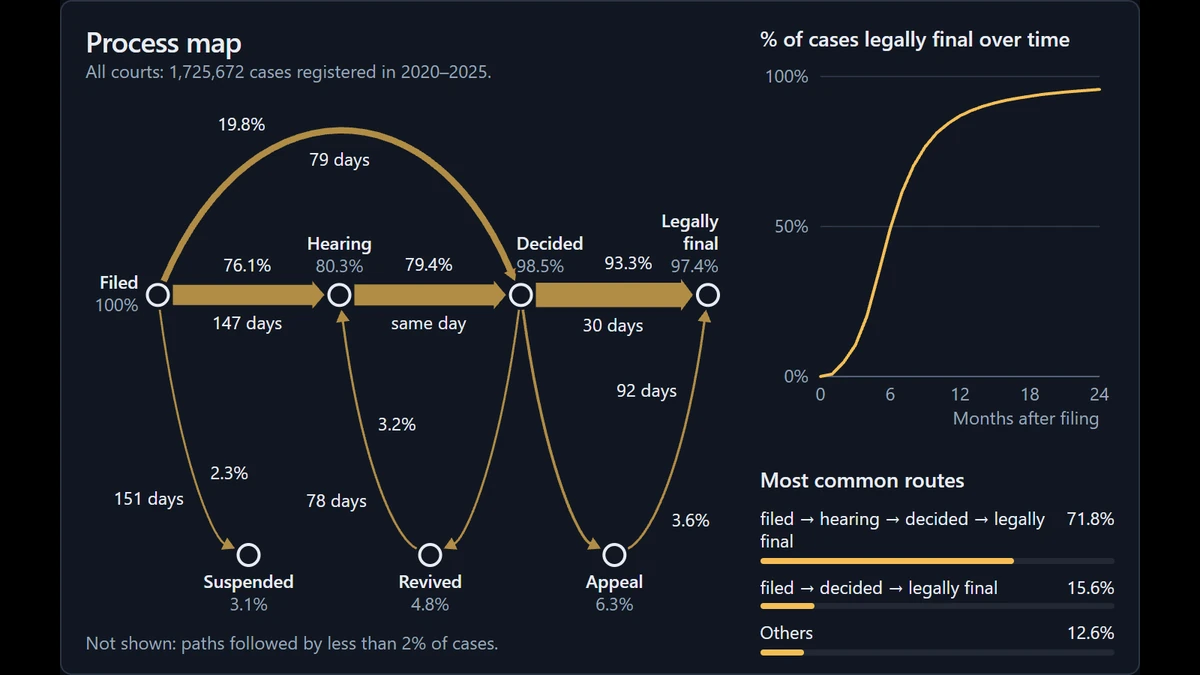 Process map
All courts: 1,725,672 cases registered in 2020–2025.
19.8%
79 days
Filed
100%
76.1%
147 days
Hearing
80.3%
79.4%
same day
Decided
98.5%
93.3%
30 days
Legally
final
97.4%
92 days
3.2%
2.3%
151 days
78 days
3.6%
Suspended
3.1%
Revived
4.8%
Appeal
6.3%
Not shown: paths followed by less than 2% of cases.
% of cases legally final over time
100%
50%
0%
0 6 12 18 24
Months after filing
Most common routes
filed → hearing → decided → legally 71.8%
final
filed → decided → legally final 15.6%
Others 12.6%